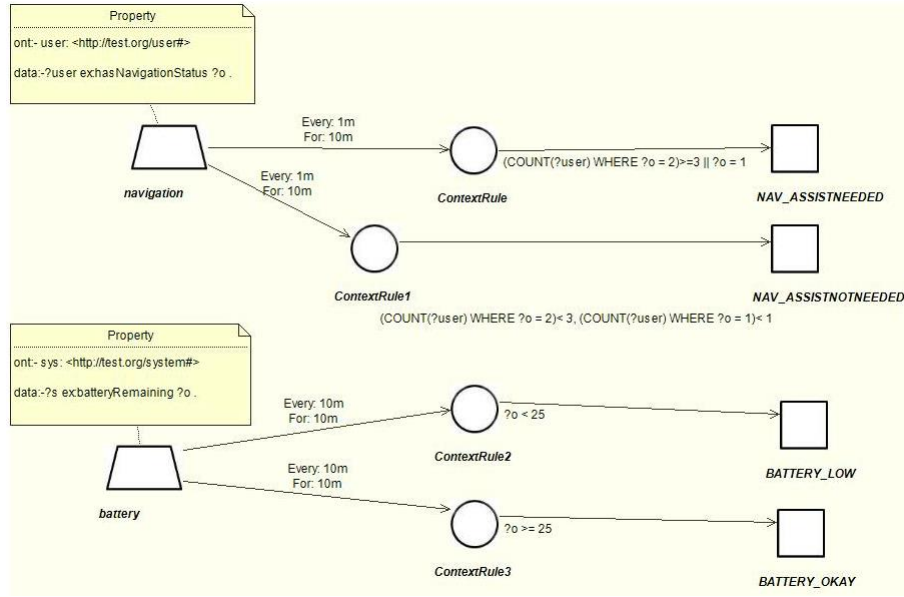 Property
ont:- user: <http://test.org/user#>
data:-?user ex:hasNavigationStatus ?o .
Every: 1m
For: 10m
(COUNT(?user) WHERE ?o = 2)>=3 || ?o = 1
navigation
ContextRule
NAV_ASSISTNEEDED
Every: 1m
For: 10m
ContextRule1
NAV_ASSISTNOTNEEDED
(COUNT(?user) WHERE ?o = 2)< 3, (COUNT(?user) WHERE ?o = 1)< 1
Property
ont:- sys: <http://test.org/system#>
data:-?s ex:batteryRemaining ?o .
Every: 10m
For: 10m
?o < 25
ContextRule2
BATTERY_LOW
Every: 10m
For: 10m
battery
?o >= 25
ContextRule3
BATTERY_OKAY